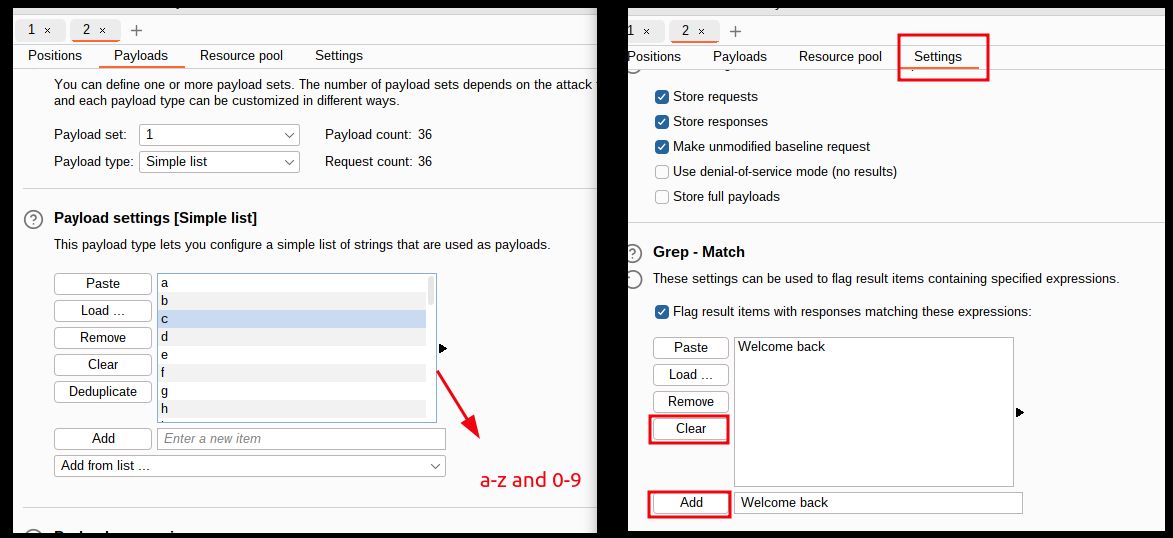 1 ×
2 ×
+
Positions
Payloads
Resource pool
Settings
You can define one or more payload sets. The number of payload sets depends on the attack
and each payload type can be customized in different ways.
Payload set: 1
Payload count: 36
Payload type: Simple list
Request count: 36
? Payload settings [Simple list]
This payload type lets you configure a simple list of strings that are used as payloads.
Paste
Load ...
Remove
Clear
Deduplicate
a
b
c
d
e
f
g
h
Add
Enter a new item
Add from list ...
a-z and 0-9
1 ×
2 ×
+
Positions
Payloads
Resource pool
Settings
Store requests
Store responses
Make unmodified baseline request
Use denial-of-service mode (no results)
Store full payloads
? Grep - Match
These settings can be used to flag result items containing specified expressions.
Flag result items with responses matching these expressions:
Paste
Load ...
Remove
Clear
Welcome back
Add
Welcome back